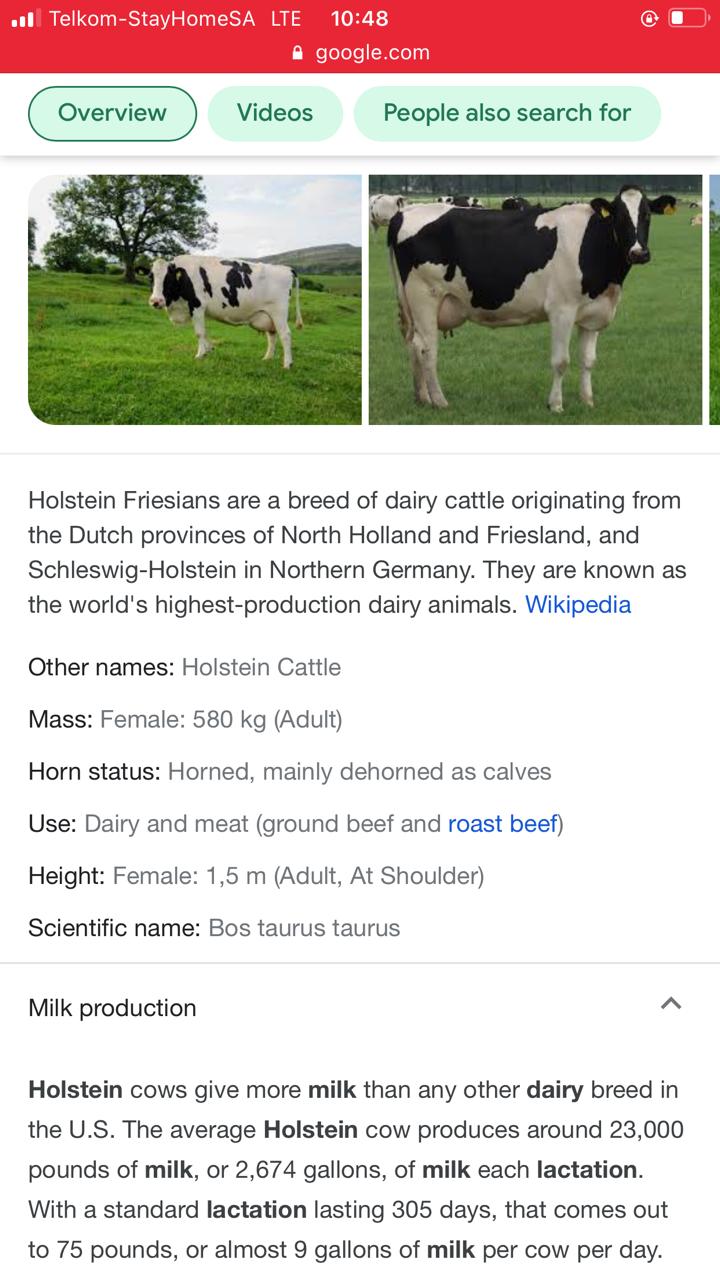 Telkom-StayHomeSA LTE 10:48
google.com
Overview Videos People also search for
Holstein Friesians are a breed of dairy cattle originating from
the Dutch provinces of North Holland and Friesland, and
Schleswig-Holstein in Northern Germany. They are known as
the world's highest-production dairy animals. Wikipedia
Other names: Holstein Cattle
Mass: Female: 580 kg (Adult)
Horn status: Horned, mainly dehorned as calves
Use: Dairy and meat (ground beef and roast beef)
Height: Female: 1,5 m (Adult, At Shoulder)
Scientific name: Bos taurus taurus
Milk production
Holstein cows give more milk than any other dairy breed in
the U.S. The average Holstein cow produces around 23,000
pounds of milk, or 2,674 gallons, of milk each lactation.
With a standard lactation lasting 305 days, that comes out
to 75 pounds, or almost 9 gallons of milk per cow per day.